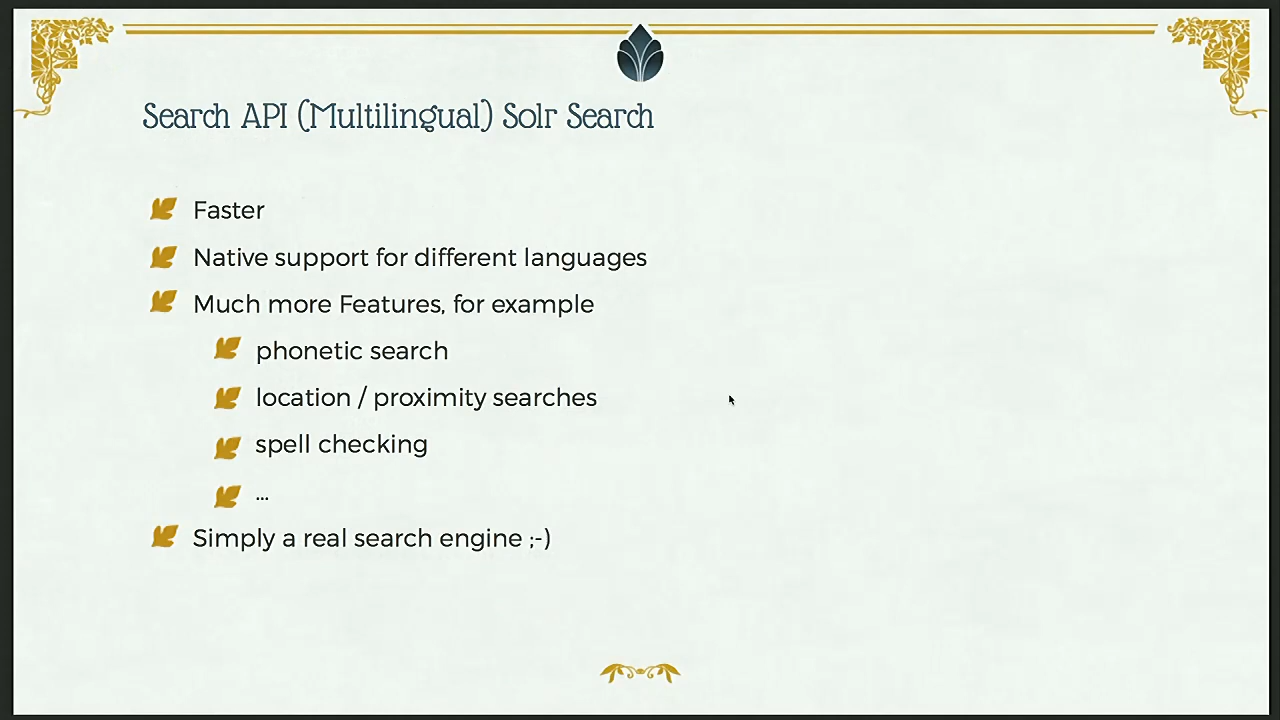 Search API (Multilingual) Solr Search
Faster
Native support for different languages
Much more Features, for example
phonetic search
location / proximity searches
spell checking
...
Simply a real search engine ;-)